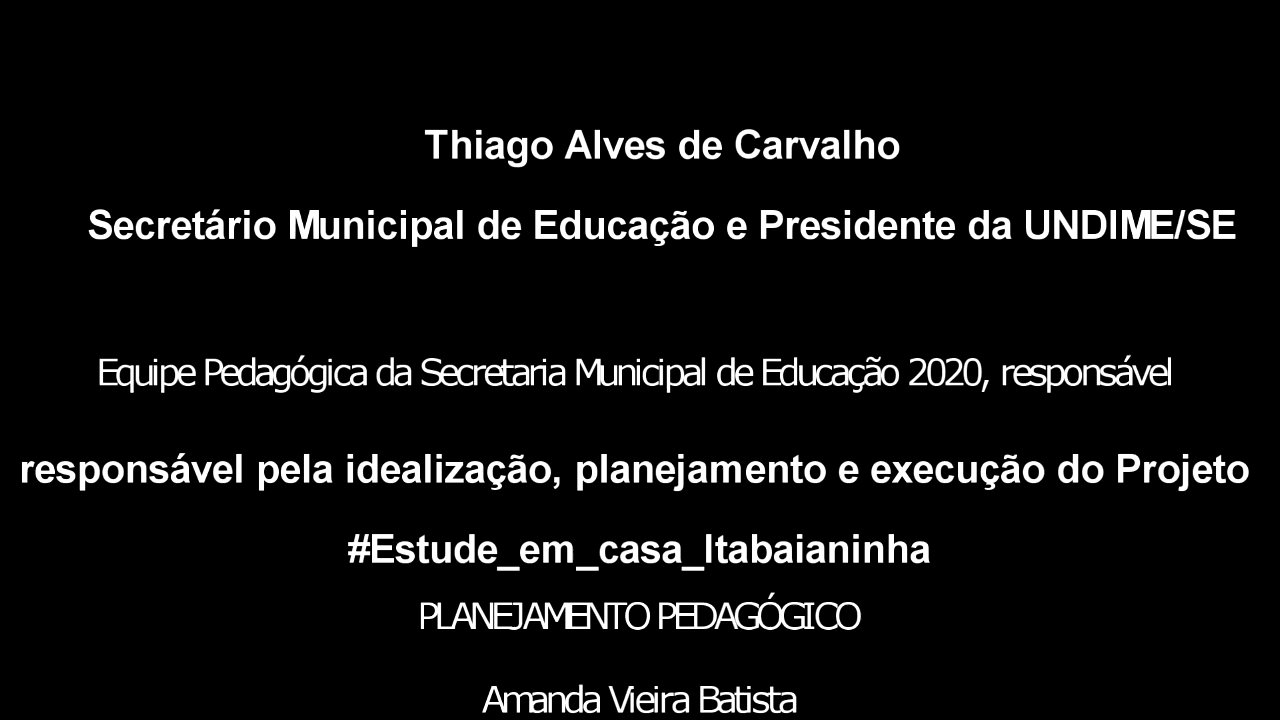 Thiago Alves de Carvalho
Secretário Municipal de Educação e Presidente da UNDIME/SE
Equipe Pedagógica da Secretaria Municipal de Educação 2020, responsável
responsável pela idealização, planejamento e execução do Projeto
#Estude_em_casa_Itabaianinha
PLANEJAMENTO PEDAGÓGICO
Amanda Vieira Batista